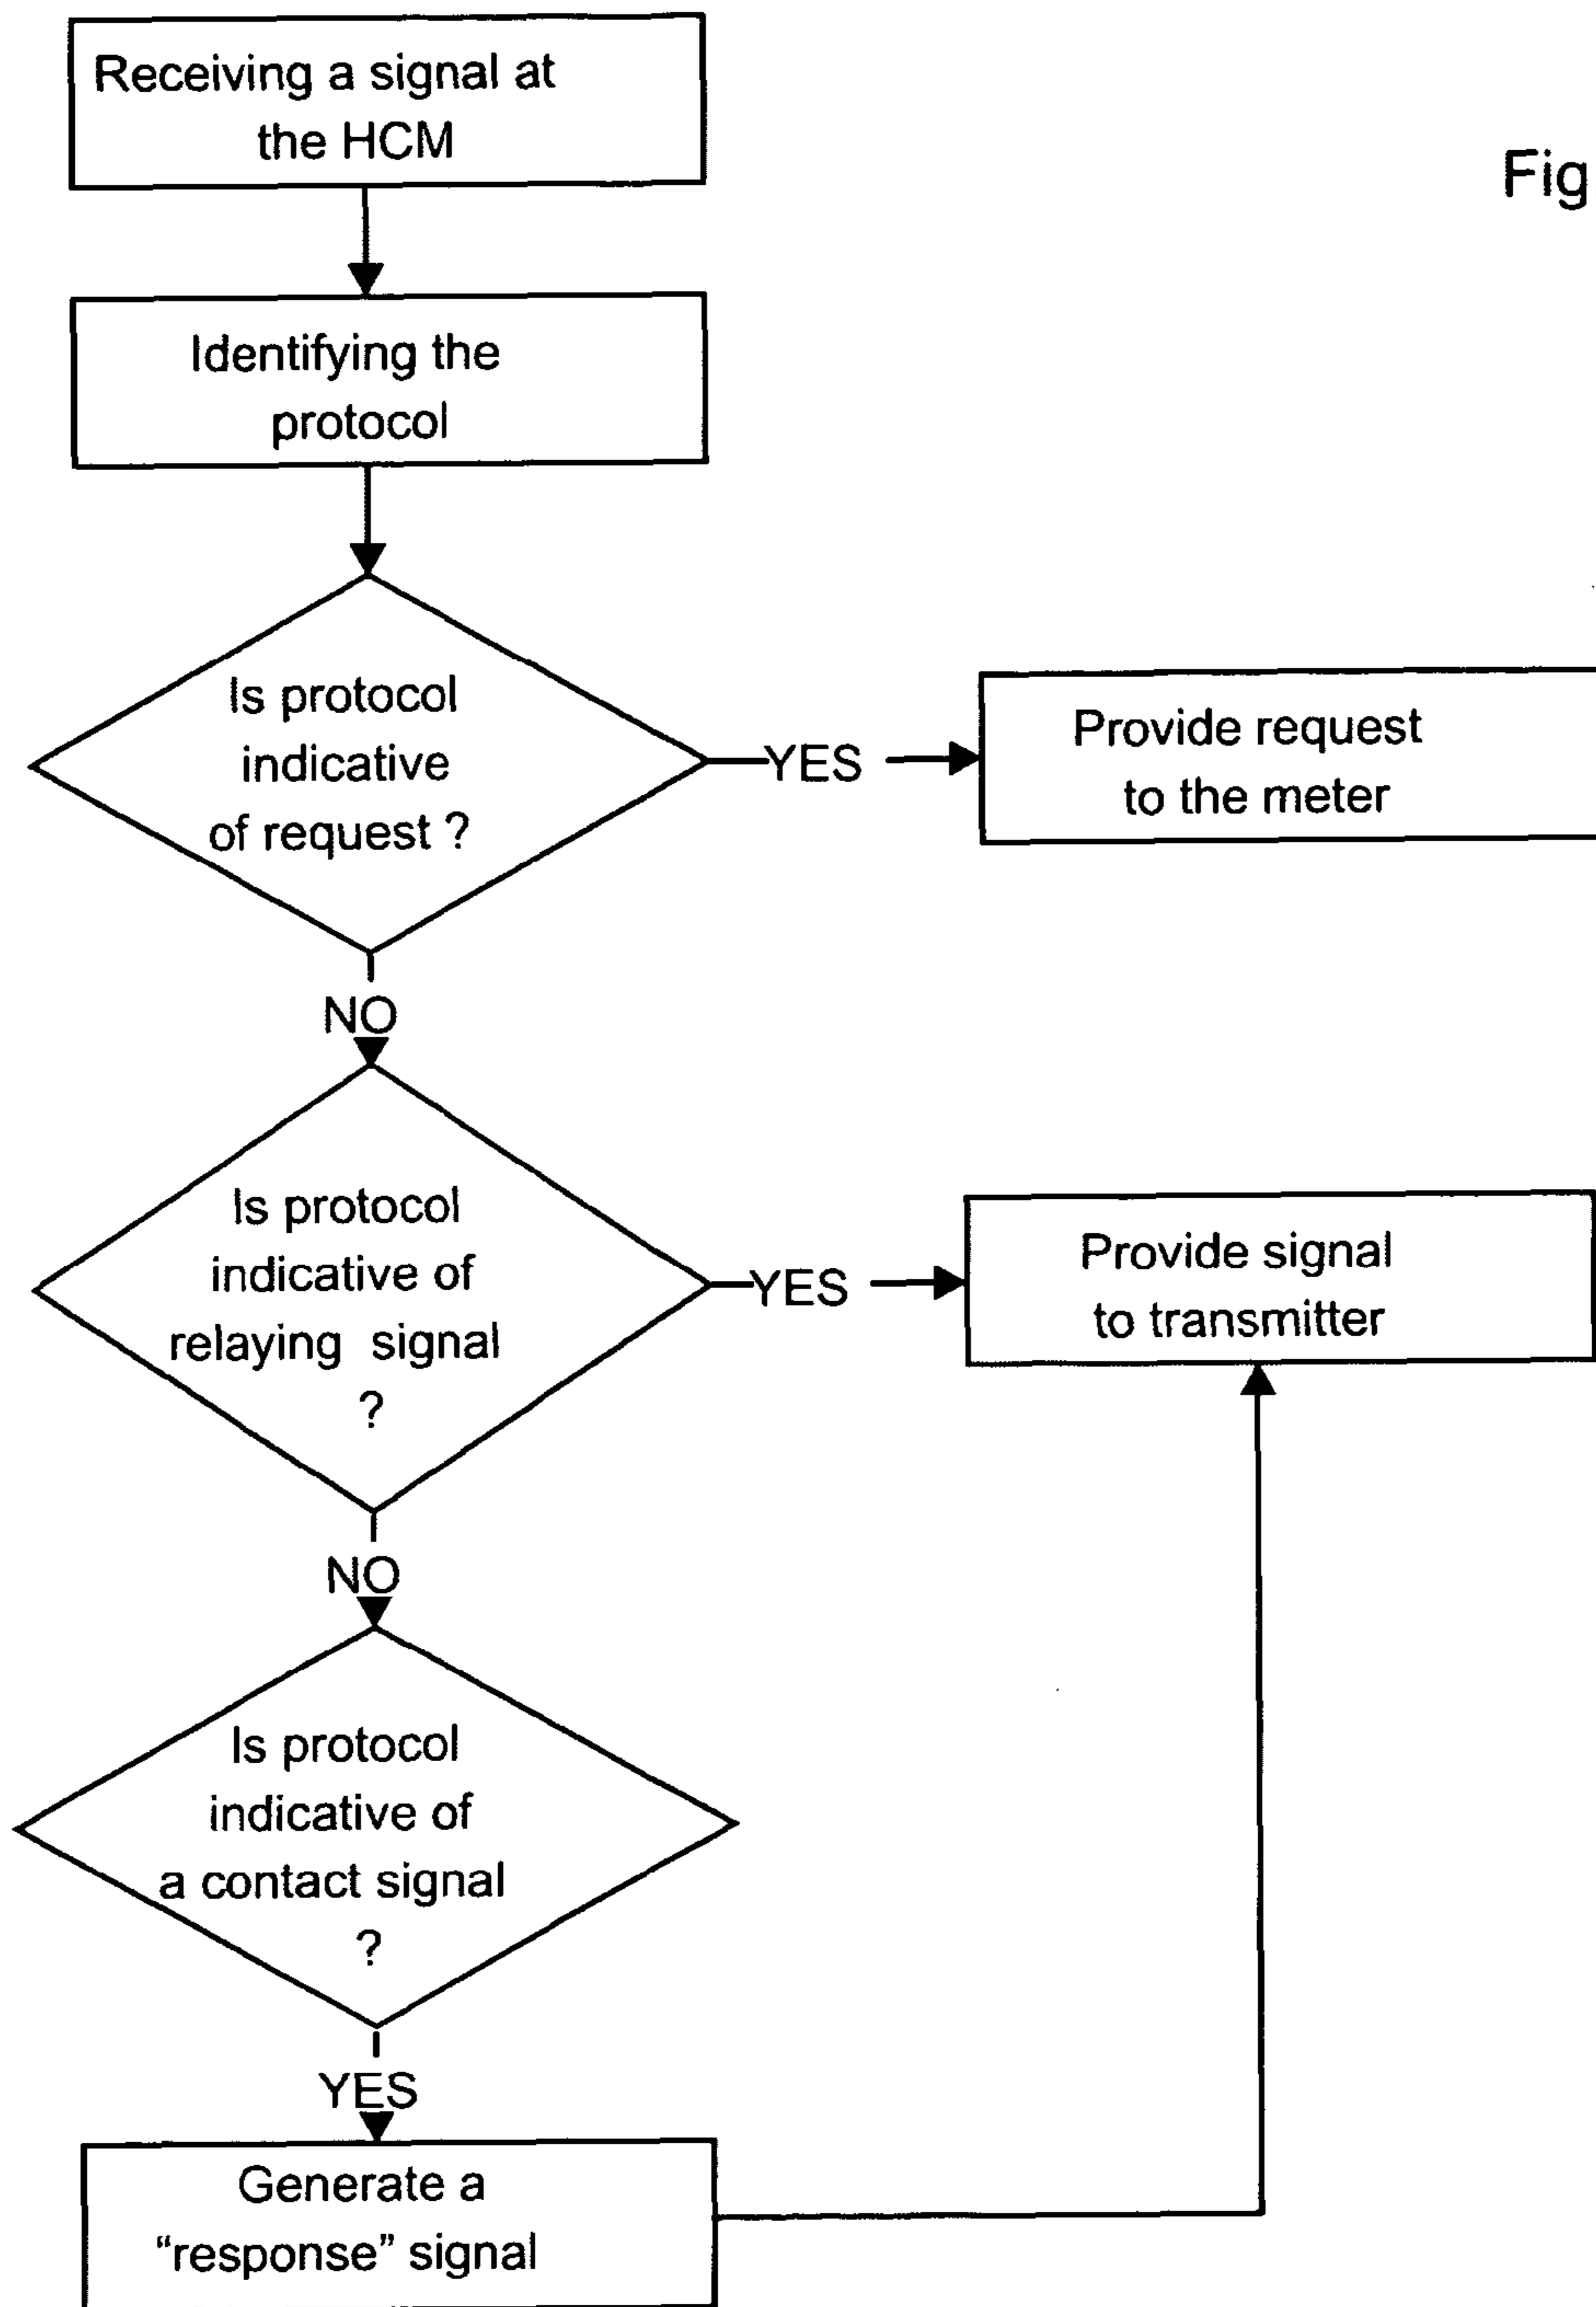 Receiving a signal at
the HCM
Fig
Identifying the
protocol
Is protocol
indicative
of request ?
YES
Provide request
to the meter
NO
Is protocol
indicative of
relaying signal
?
YES
Provide signal
to transmitter
NO
Is protocol
indicative of
a contact signal
?
YES
Generate a
“response” signal